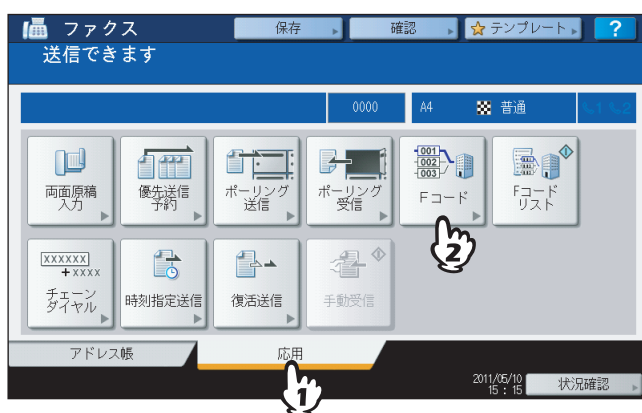 ファクス
保存
確認
テンプレート
?
送信できます
0000
A4
普通
1
2
両面原稿
入力
優先送信
予約
ポーリング
送信
ポーリング
受信
001
002
003
Fコード
Fコード
リスト
2
XXXXXX
+xxxx
チェーン
ダイヤル
時刻指定送信
復活送信
手動受信
アドレス帳
応用
1
2011/05/10
15:15
状況確認